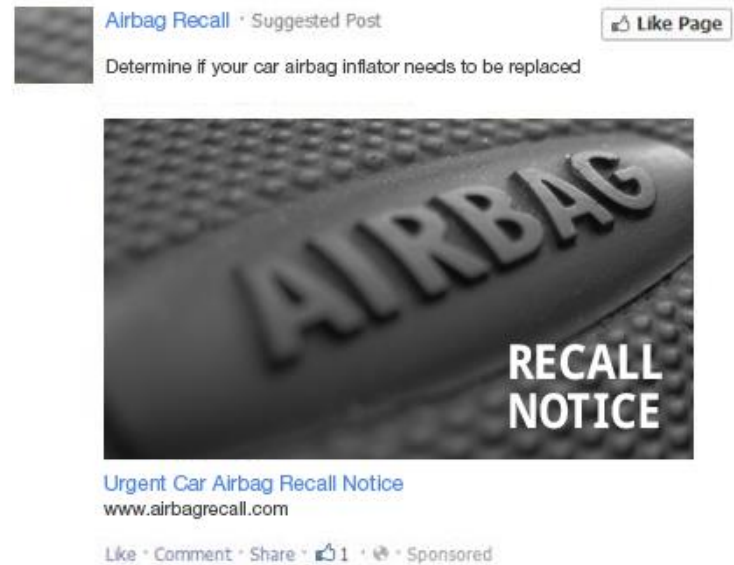 Airbag Recall · Suggested Post
Like Page
Determine if your car airbag inflator needs to be replaced
AIRBAG
RECALL
NOTICE
Urgent Car Airbag Recall Notice
www.airbagrecall.com
Like · Comment · Share · 1 · · Sponsored